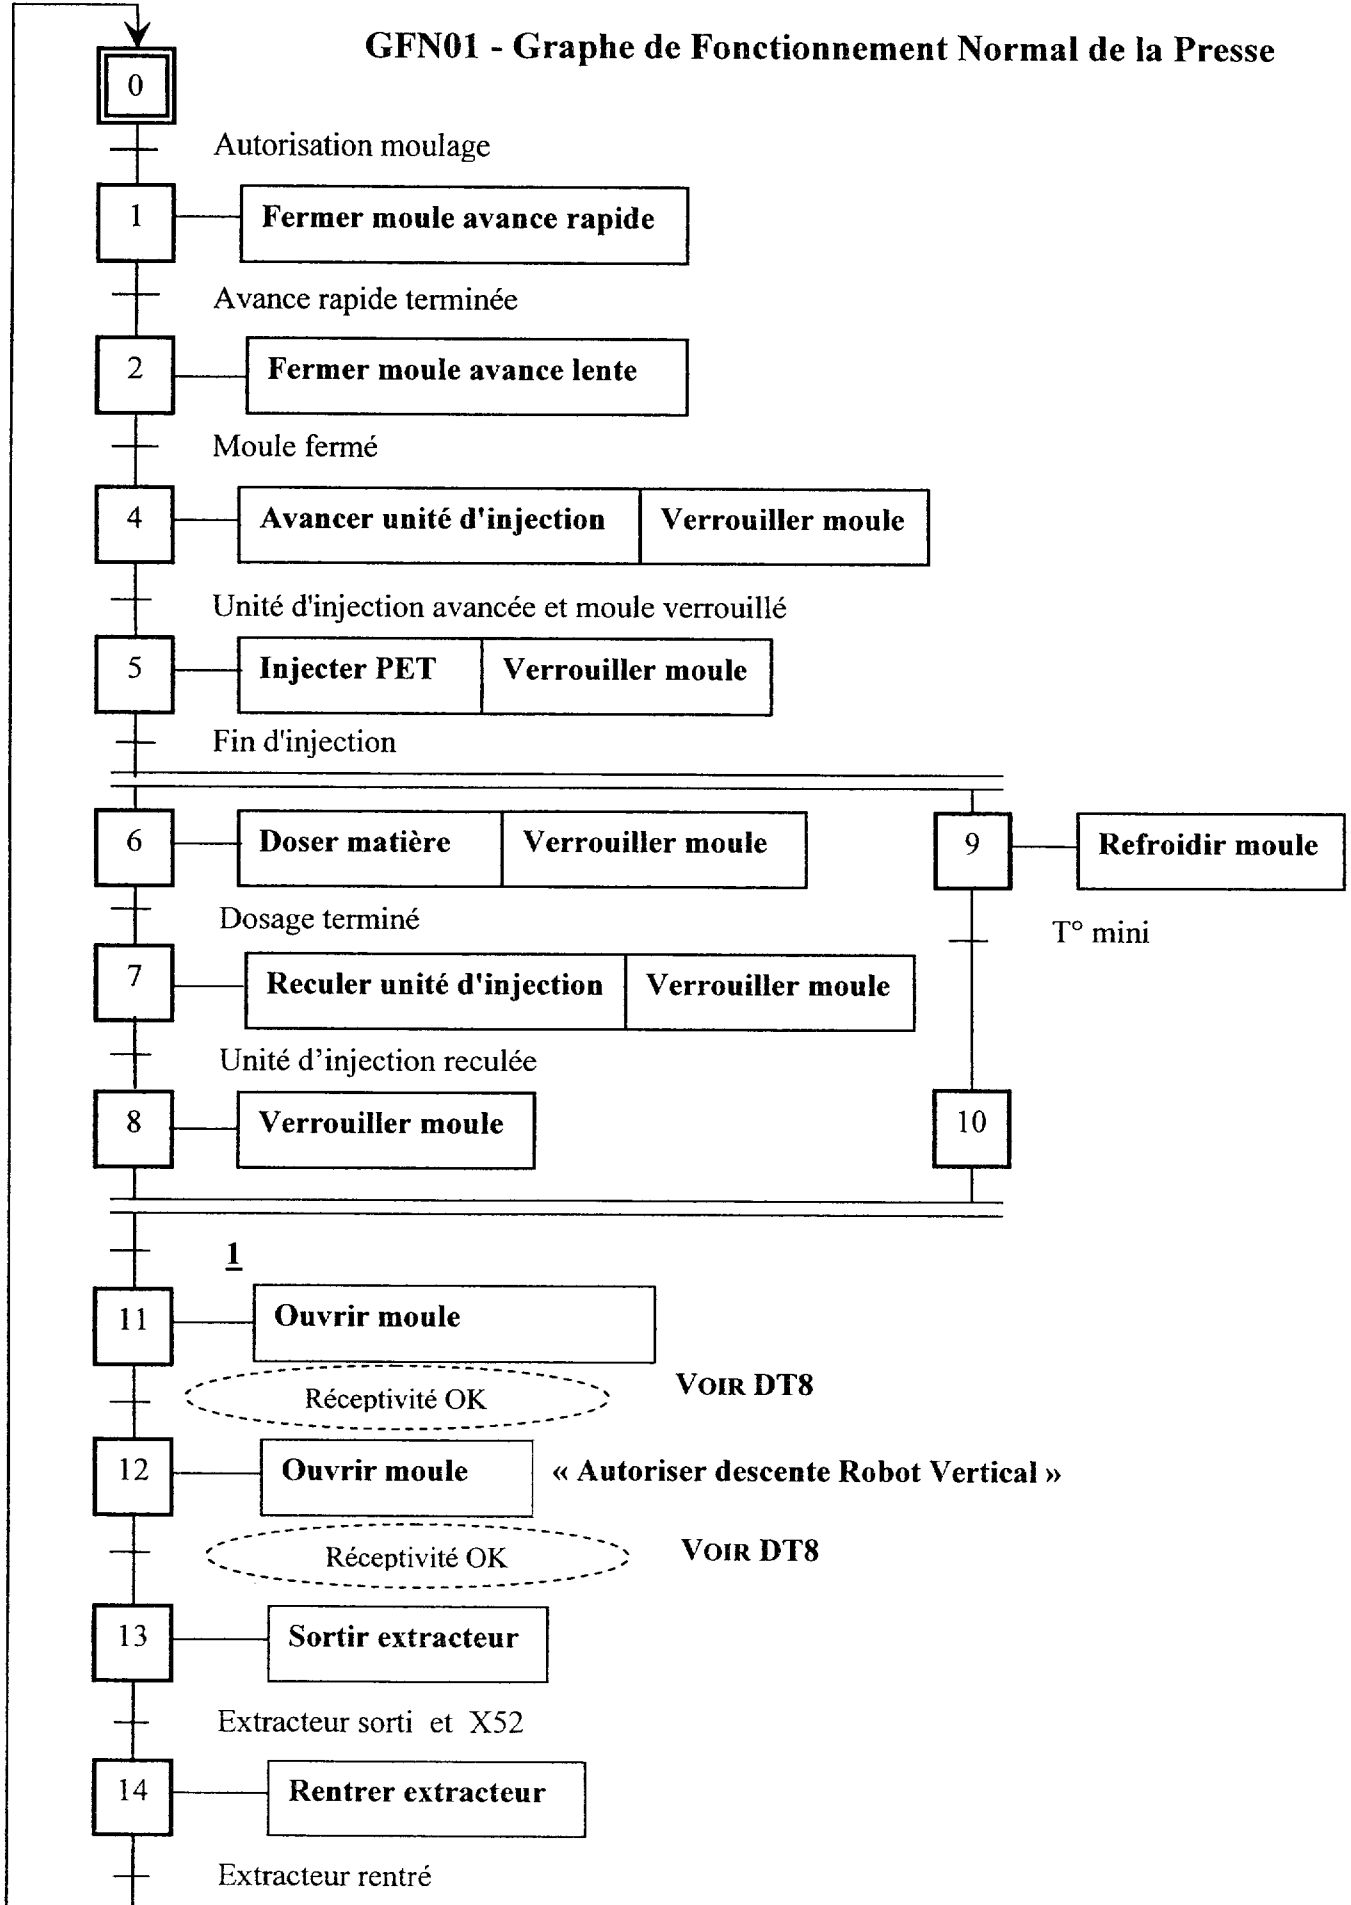 GFN01 - Graphe de Fonctionnement Normal de la Presse
0
Autorisation moulage
1 Fermer moule avance rapide
Avance rapide terminée
2 Fermer moule avance lente
Moule fermé
4 Avancer unité d'injection Verrouiller moule
Unité d'injection avancée et moule verrouillé
5 Injecter PET Verrouiller moule
Fin d'injection
6 Doser matière Verrouiller moule 9 Refroidir moule
Dosage terminé T° mini
7 Reculer unité d'injection Verrouiller moule
Unité d’injection reculée
8 Verrouiller moule 10
1
11 Ouvrir moule
Réceptivité OK VOIR DT8
12 Ouvrir moule « Autoriser descente Robot Vertical »
Réceptivité OK VOIR DT8
13 Sortir extracteur
Extracteur sorti et X52
14 Rentrer extracteur
Extracteur rentré